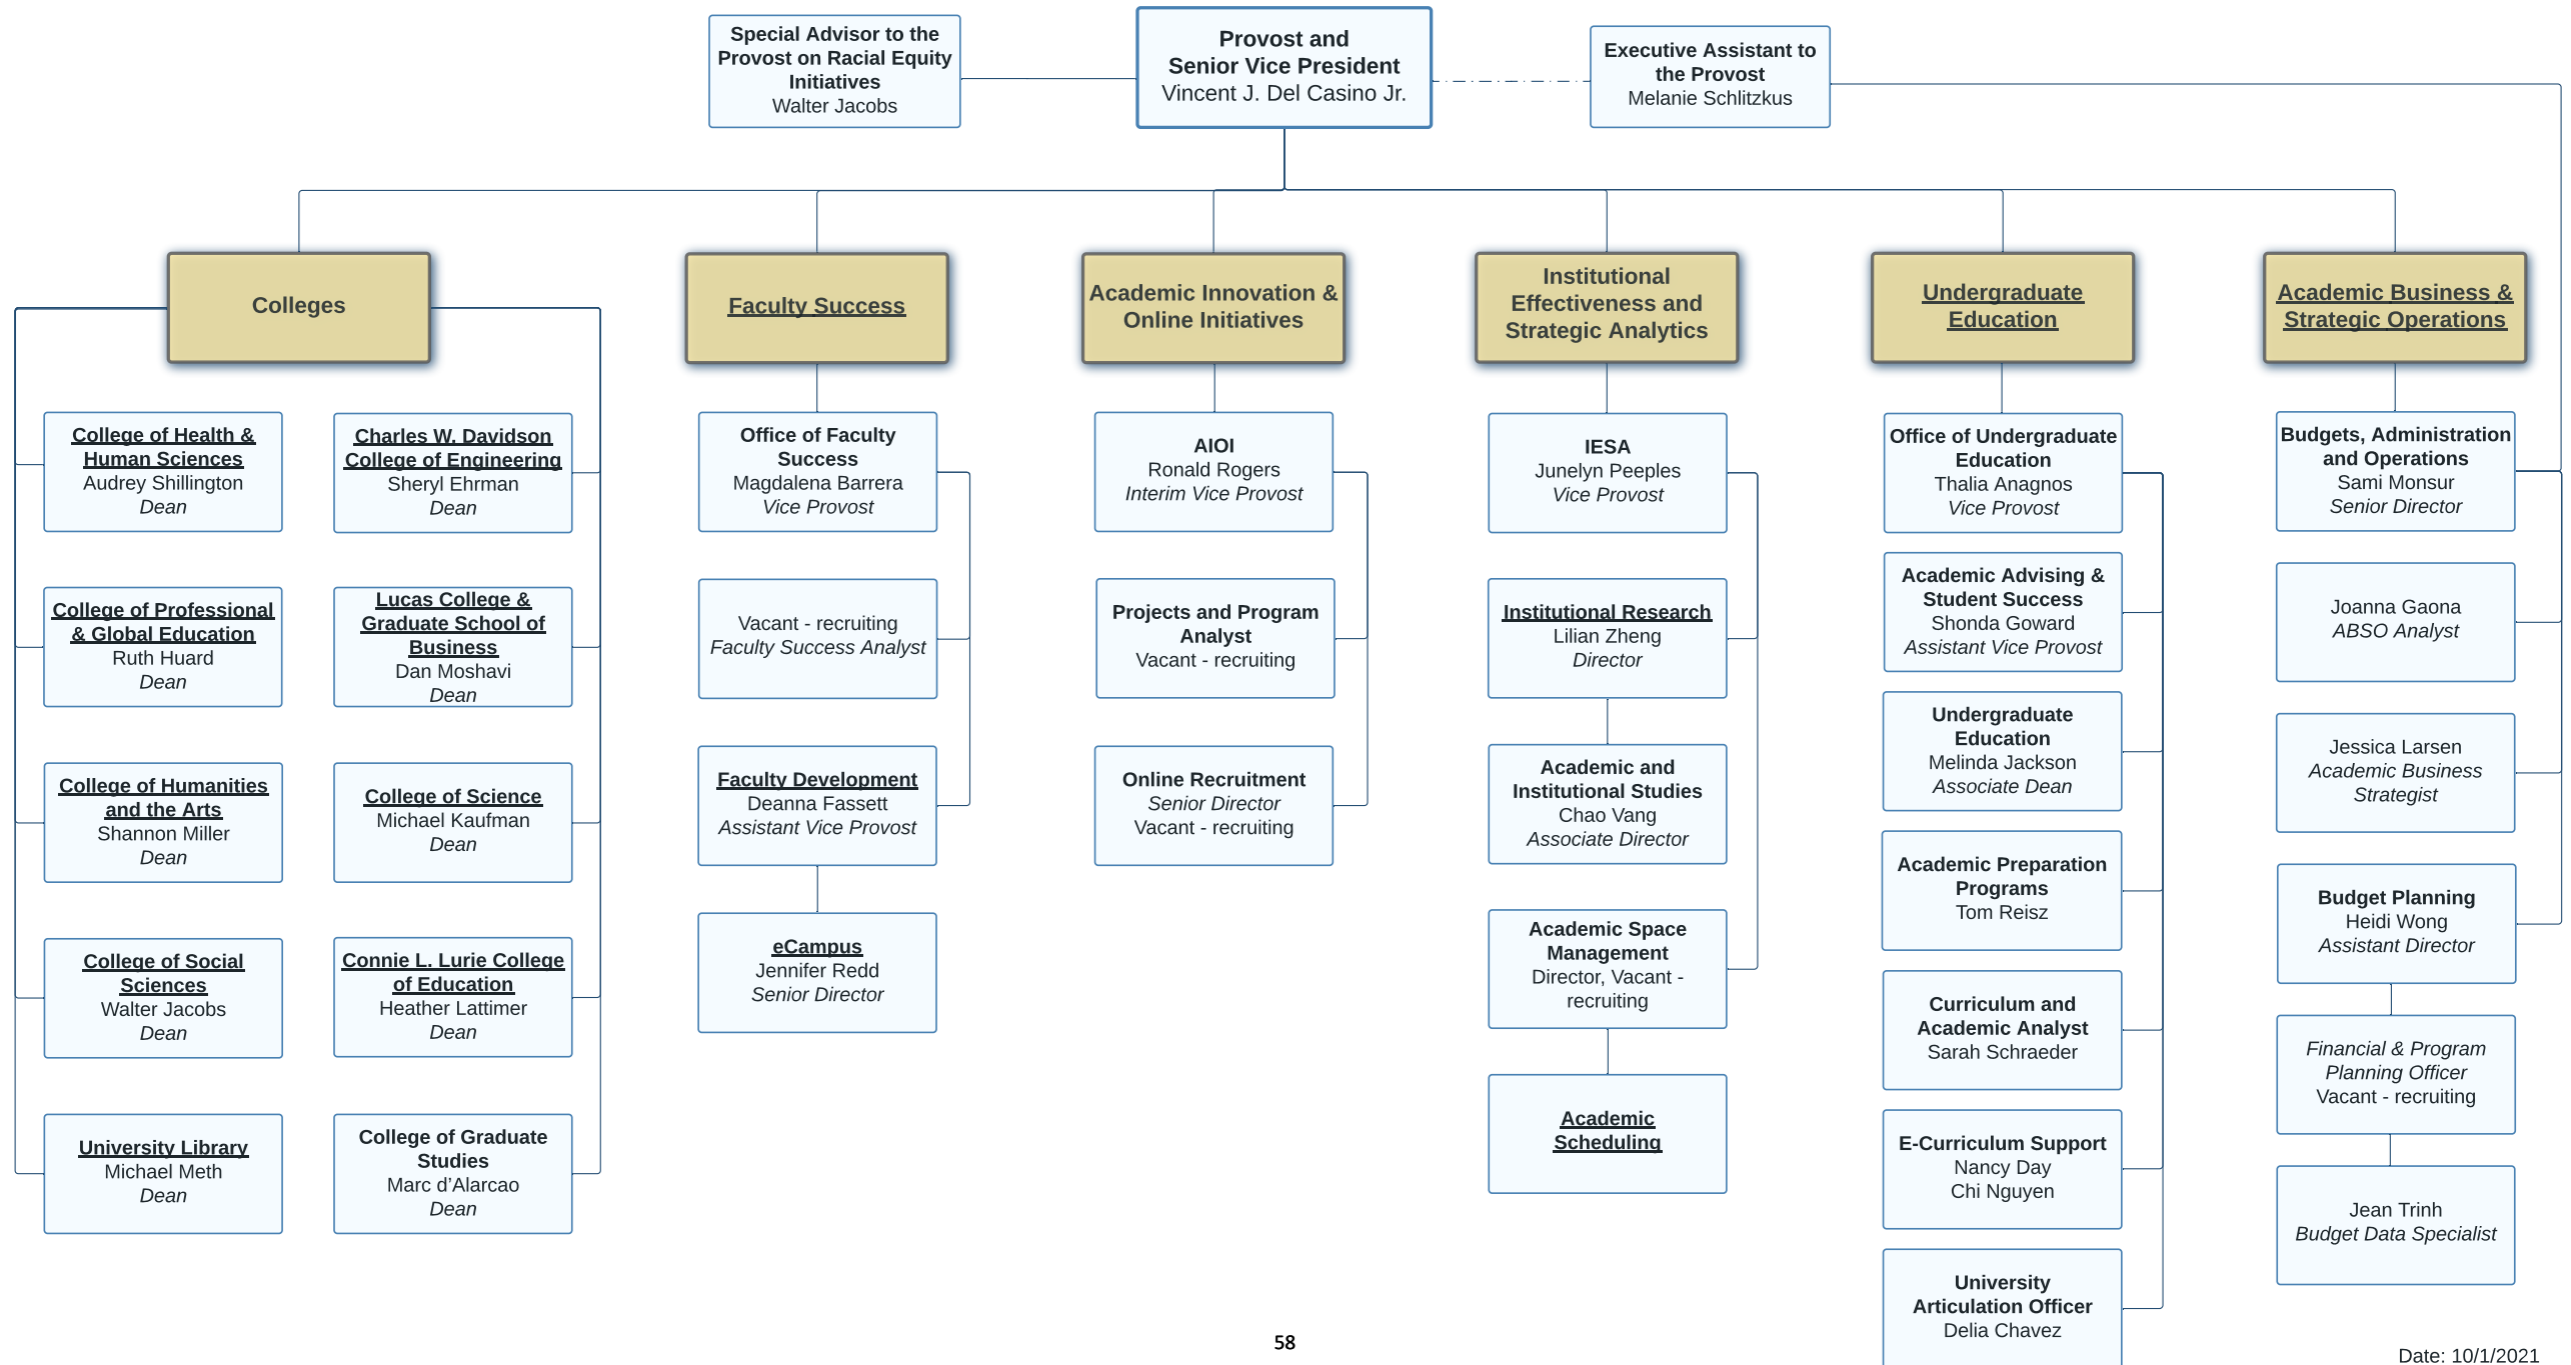 Special Advisor to the
Provost on Racial Equity
Initiatives
Walter Jacobs
Provost and
Senior Vice President
Vincent J. Del Casino Jr.
Executive Assistant to
the Provost
Melanie Schlitzkus
Colleges
Faculty Success
Academic Innovation &
Online Initiatives
Institutional
Effectiveness and
Strategic Analytics
Undergraduate
Education
Academic Business &
Strategic Operations
College of Health &
Human Sciences
Audrey Shillington
Dean
College of Professional
& Global Education
Ruth Huard
Dean
College of Humanities
and the Arts
Shannon Miller
Dean
College of Social
Sciences
Walter Jacobs
Dean
University Library
Michael Meth
Dean
Charles W. Davidson
College of Engineering
Sheryl Ehrman
Dean
Lucas College &
Graduate School of
Business
Dan Moshavi
Dean
College of Science
Michael Kaufman
Dean
Connie L. Lurie College
of Education
Heather Lattimer
Dean
College of Graduate
Studies
Marc d’Alarcao
Dean
Office of Faculty
Success
Magdalena Barrera
Vice Provost
Vacant - recruiting
Faculty Success Analyst
Faculty Development
Deanna Fassett
Assistant Vice Provost
eCampus
Jennifer Redd
Senior Director
AIOI
Ronald Rogers
Interim Vice Provost
Projects and Program
Analyst
Vacant - recruiting
Online Recruitment
Senior Director
Vacant - recruiting
IESA
Junelyn Peeples
Vice Provost
Institutional Research
Lilian Zheng
Director
Academic and
Institutional Studies
Chao Vang
Associate Director
Academic Space
Management
Director, Vacant -
recruiting
Academic
Scheduling
Office of Undergraduate
Education
Thalia Anagnos
Vice Provost
Academic Advising &
Student Success
Shonda Goward
Assistant Vice Provost
Undergraduate
Education
Melinda Jackson
Associate Dean
Academic Preparation
Programs
Tom Reisz
Curriculum and
Academic Analyst
Sarah Schraeder
E-Curriculum Support
Nancy Day
Chi Nguyen
University
Articulation Officer
Delia Chavez
Budgets, Administration
and Operations
Sami Monsur
Senior Director
Joanna Gaona
ABSO Analyst
Jessica Larsen
Academic Business
Strategist
Budget Planning
Heidi Wong
Assistant Director
Financial & Program
Planning Officer
Vacant - recruiting
Jean Trinh
Budget Data Specialist
58
Date: 10/1/2021